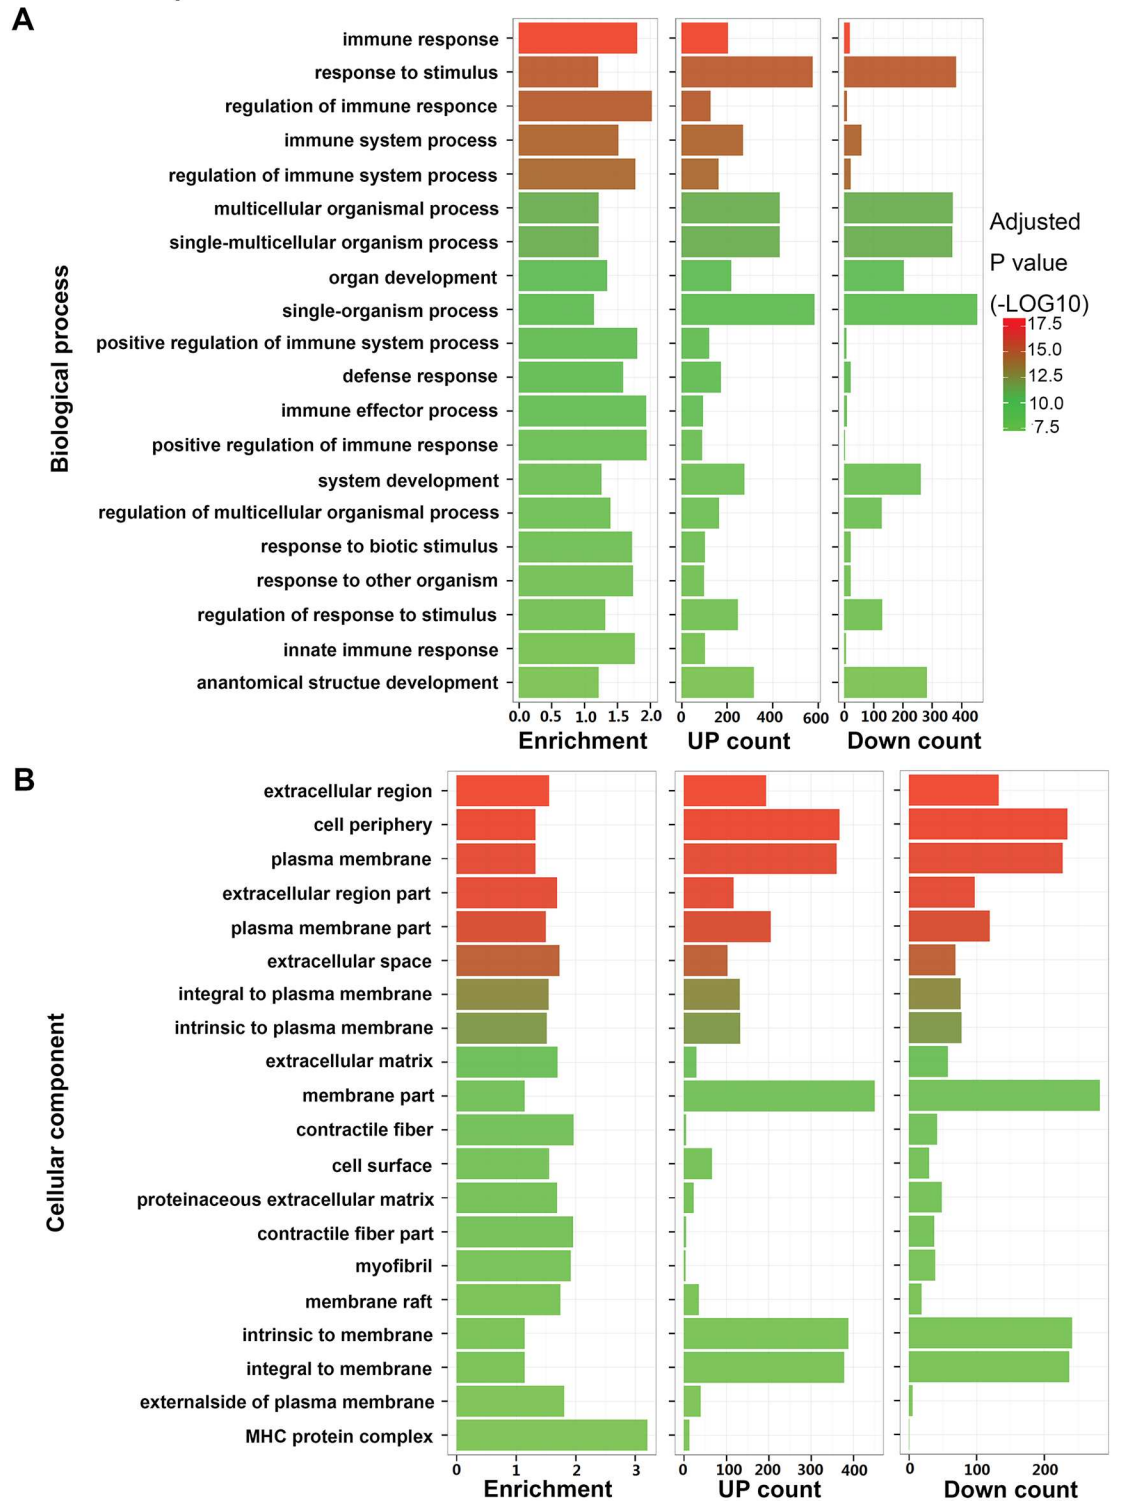 A
immune response
response to stimulus
regulation of immune responce
immune system process
regulation of immune system process
multicellular organismal process
single-multicellular organism process
organ development
single-organism process
positive regulation of immune system process
defense response
immune effector process
positive regulation of immune response
system development
regulation of multicellular organismal process
response to biotic stimulus
response to other organism
regulation of response to stimulus
innate immune response
anantomical structue development
Biological process
0.0 0.5 1.0 1.5 2.0
Enrichment
0 200 400 600
UP count
0 100 200 300 400
Down count
Adjusted
P value
(-LOG10)
17.5
15.0
12.5
10.0
7.5
B
extracellular region
cell periphery
plasma membrane
extracellular region part
plasma membrane part
extracellular space
integral to plasma membrane
intrinsic to plasma membrane
extracellular matrix
membrane part
contractile fiber
cell surface
proteinaceous extracellular matrix
contractile fiber part
myofibril
membrane raft
intrinsic to membrane
integral to membrane
externalside of plasma membrane
MHC protein complex
Cellular component
0 1 2 3
Enrichment
0 100 200 300 400
UP count
0 100 200
Down count